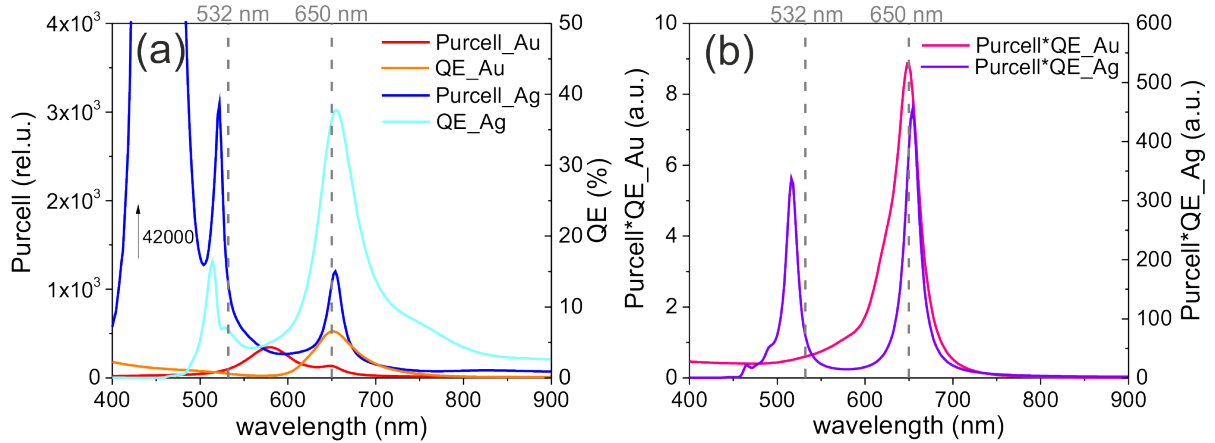 532 nm 650 nm
(a)
Purcell_Au
QE_Au
Purcell_Ag
QE_Ag
42000
Purcell (rel.u.)
4x10³
3x10³
2x10³
1x10³
0
50
40
30
20
10
0
QE (%)
400 500 600 700 800 900
wavelength (nm)
532 nm 650 nm
(b)
Purcell*QE_Au
Purcell*QE_Ag
Purcell*QE_Au (a.u.)
10
8
6
4
2
0
600
500
400
300
200
100
0
Purcell*QE_Ag (a.u.)
400 500 600 700 800 900
wavelength (nm)